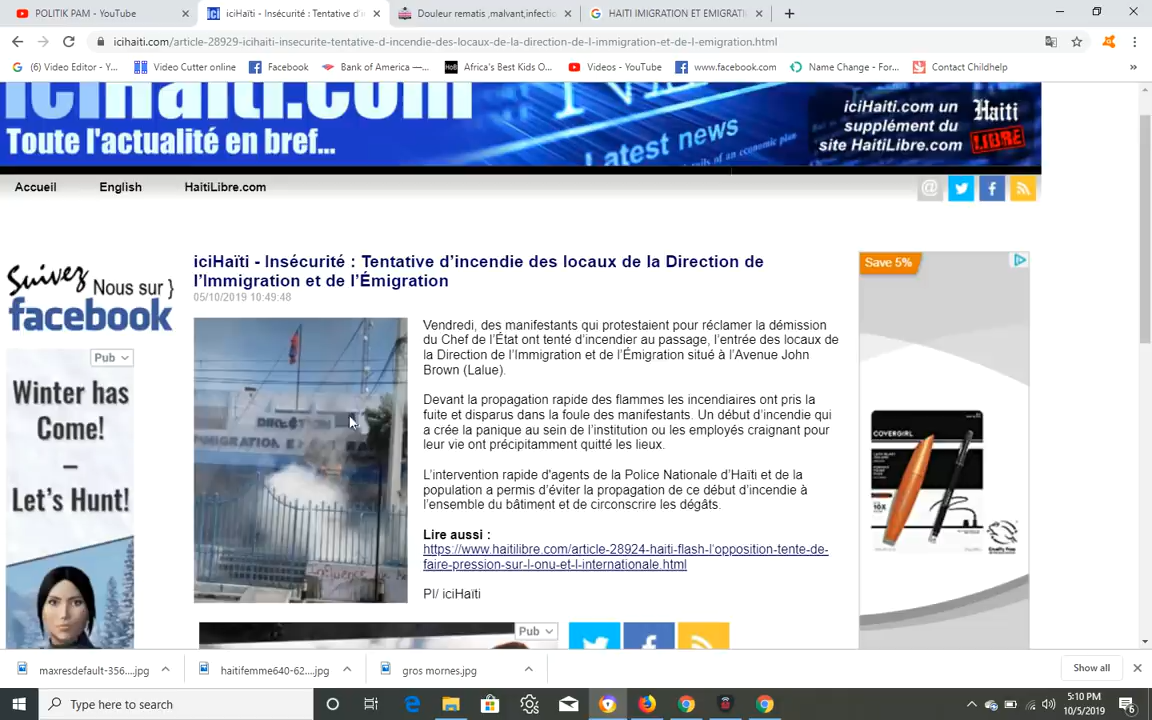 POLITIK PAM - YouTube
iciHaïti - Insécurité : Tentative d'i
Douleur rematis ,malvant,infectio
HAITI IMIGRATION ET EMIGRATI
icihaiti.com/article-28929-icihaiti-insecurite-tentative-d-incendie-des-locaux-de-la-direction-de-l-immigration-et-de-l-emigration.html
(6) Video Editor - Y...
Video Cutter online
Facebook
Bank of America —...
Africa's Best Kids O...
Videos - YouTube
www.facebook.com
Name Change - For...
Contact Childhelp
»
iciHaïti.com
Toute l'actualité en bref...
Latest news
iciHaiti.com un
supplément du
site HaitiLibre.com
Haiti
LIBRE
Accueil
English
HaitiLibre.com
@
Suivez
Nous sur }
facebook
Pub
Winter has
Come!
–
Let's Hunt!
iciHaïti - Insécurité : Tentative d'incendie des locaux de la Direction de
l'Immigration et de l'Émigration
05/10/2019 10:49:48
DIRECTION
IMMIGRATION E
Vendredi, des manifestants qui protestaient pour réclamer la démission
du Chef de l'État ont tenté d'incendier au passage, l'entrée des locaux de
la Direction de l'Immigration et de l'Émigration situé à l'Avenue John
Brown (Lalue).
Devant la propagation rapide des flammes les incendiaires ont pris la
fuite et disparus dans la foule des manifestants. Un début d'incendie qui
a crée la panique au sein de l'institution ou les employés craignant pour
leur vie ont précipitamment quitté les lieux.
L'intervention rapide d'agents de la Police Nationale d'Haïti et de la
population a permis d'éviter la propagation de ce début d'incendie à
l'ensemble du bâtiment et de circonscrire les dégâts.
Lire aussi :
https://www.haitilibre.com/article-28924-haiti-flash-l'opposition-tente-de-
faire-pression-sur-l-onu-et-l-internationale.html
PI/ iciHaïti
Pub
Save 5%
COVERGIRL
maxresdefault-356....jpg
haitifemme640-62....jpg
gros mornes.jpg
Show all
Type here to search
5:10 PM
10/5/2019
6